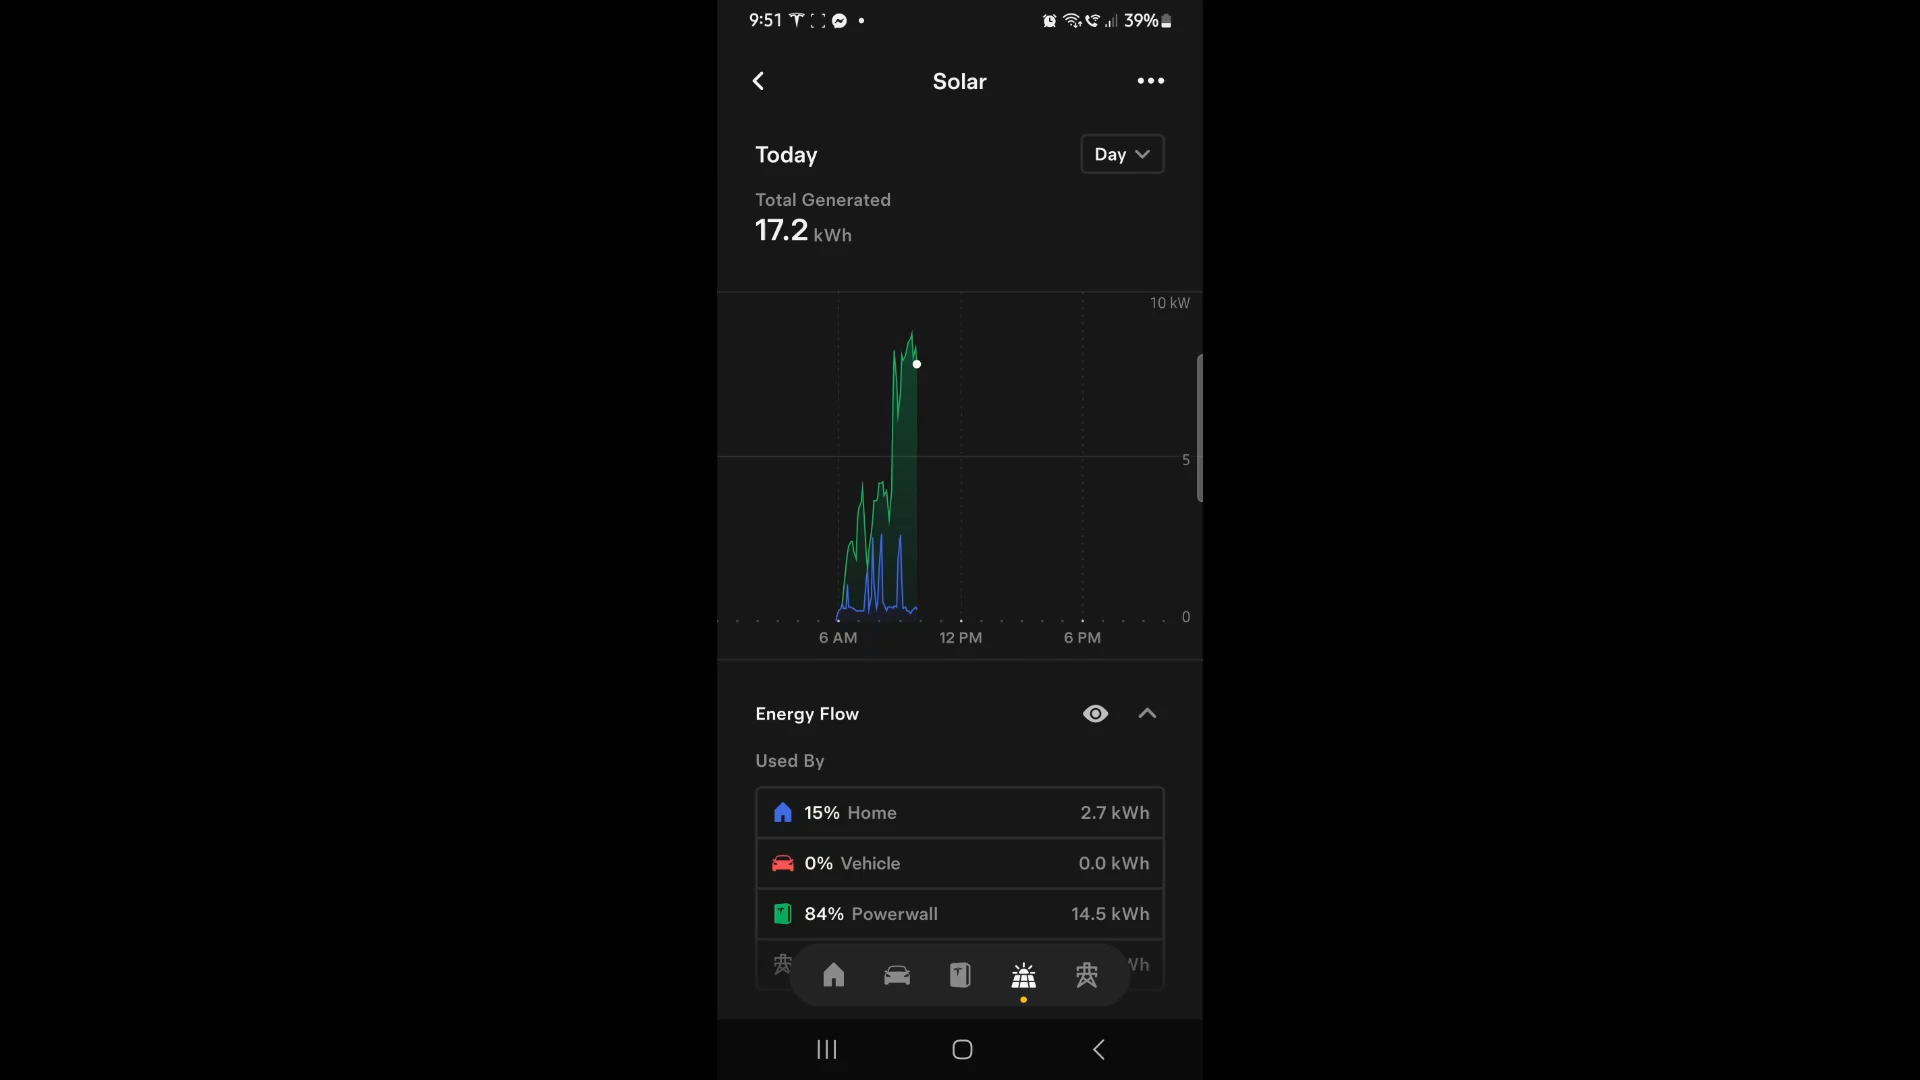 9:51 39%
Solar
Today Day
Total Generated
17.2 kWh
10 kW
5
0
6 AM 12 PM 6 PM
Energy Flow
Used By
15% Home 2.7 kWh
0% Vehicle 0.0 kWh
84% Powerwall 14.5 kWh